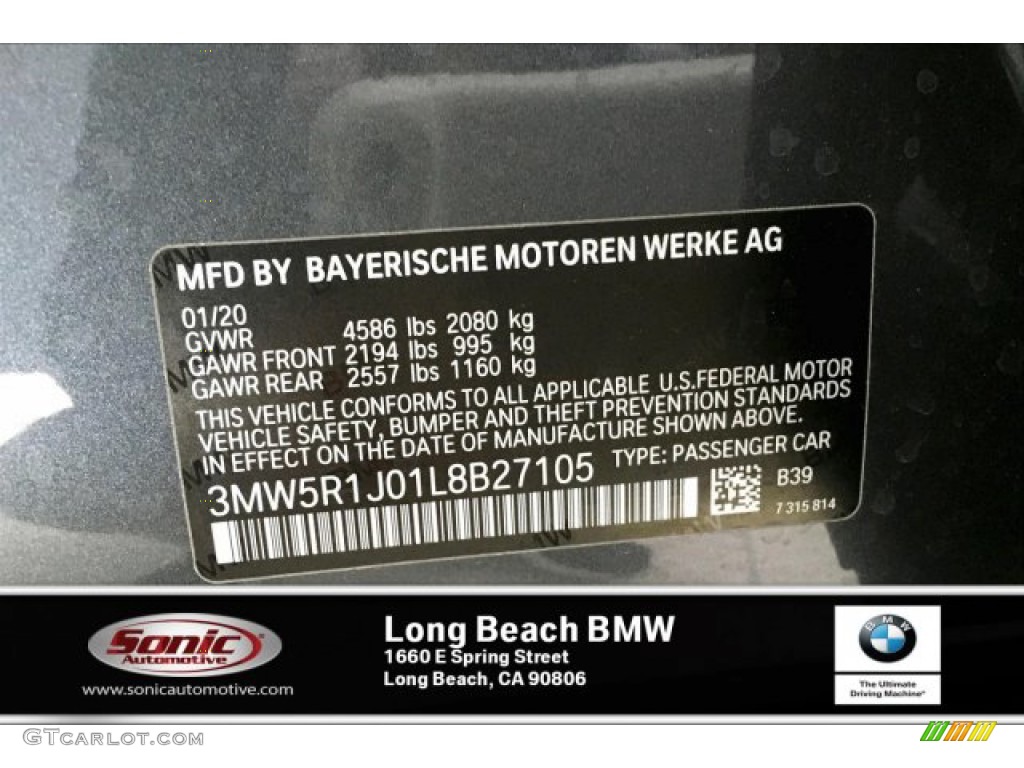 MFD BY BAYERISCHE MOTOREN WERKE AG
01/20
GVWR 4586 lbs 2080 kg
GAWR FRONT 2194 lbs 995 kg
GAWR REAR 2557 lbs 1160 kg
THIS VEHICLE CONFORMS TO ALL APPLICABLE U.S.FEDERAL MOTOR
VEHICLE SAFETY, BUMPER AND THEFT PREVENTION STANDARDS
IN EFFECT ON THE DATE OF MANUFACTURE SHOWN ABOVE.
3MW5R1J01L8B27105 TYPE: PASSENGER CAR
B39
7 315 814
Sonic
Automotive
www.sonicautomotive.com
Long Beach BMW
1660 E Spring Street
Long Beach, CA 90806
BMW
The Ultimate
Driving Machine®
GTcarlot.com